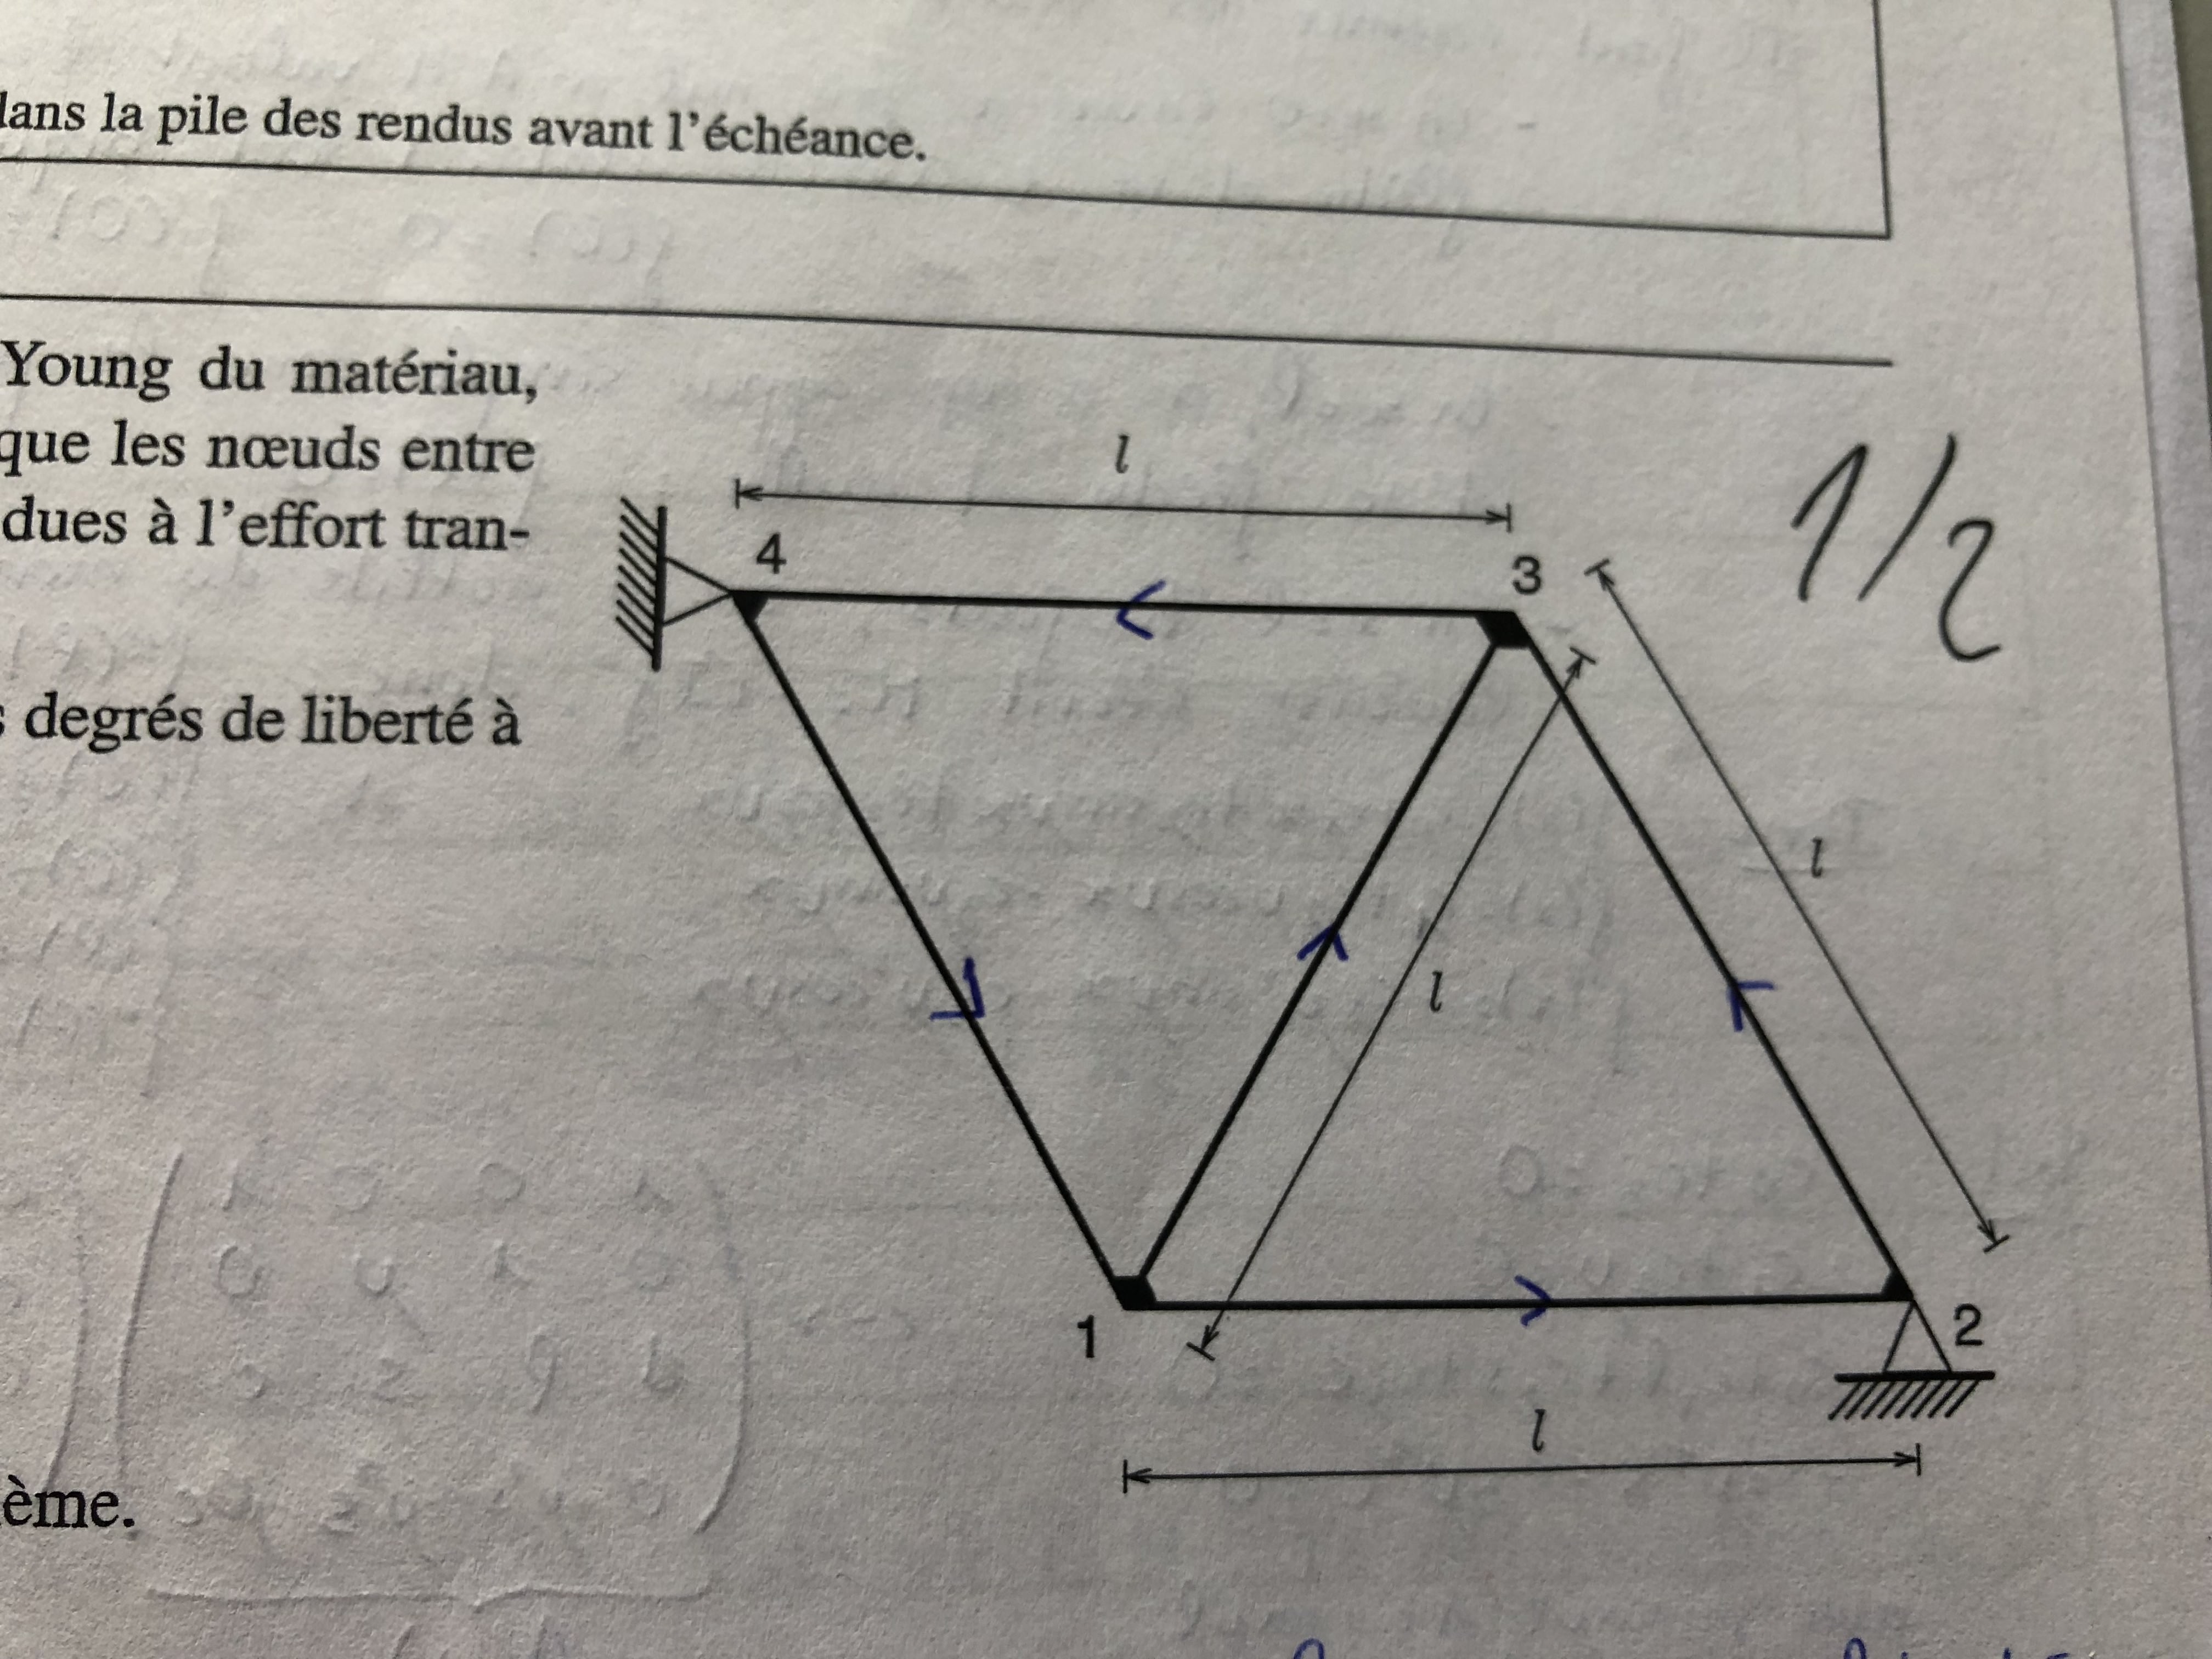 dans la pile des rendus avant l'échéance.
Young du matériau,
que les nœuds entre
dues à l'effort tran-
degrés de liberté à
ème.
1/2
4
l
3
l
l
1
l
2